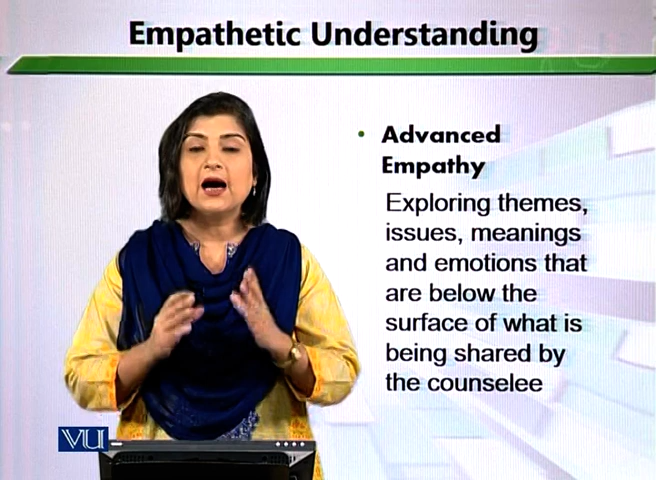 Empathetic Understanding
• Advanced
Empathy
Exploring themes,
issues, meanings
and emotions that
are below the
surface of what is
being shared by
the counselee
VU